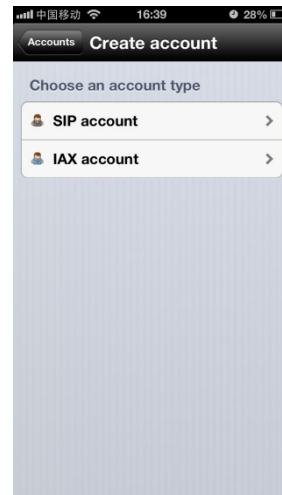 中国移动 16:39 28%
Accounts Create account
Choose an account type
SIP account
IAX account